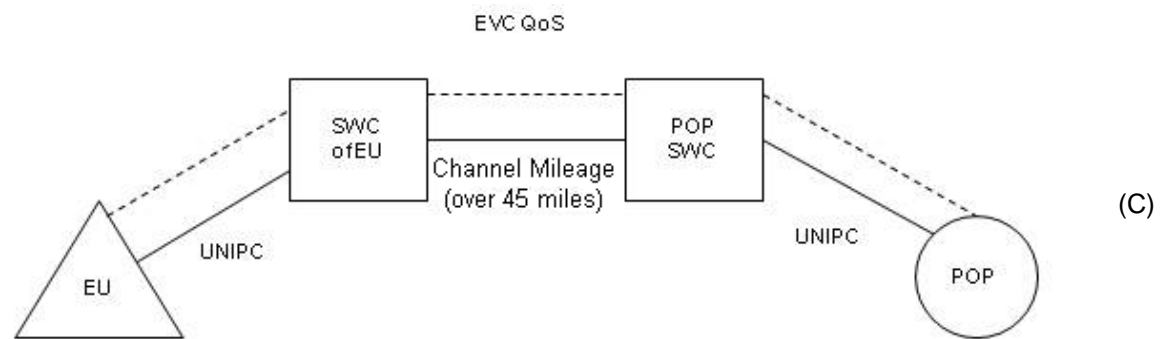 EVC QoS
SWC
ofEU
POP
SWC
Channel Mileage
(over 45 miles)
(C)
UNIPC
UNIPC
EU
POP